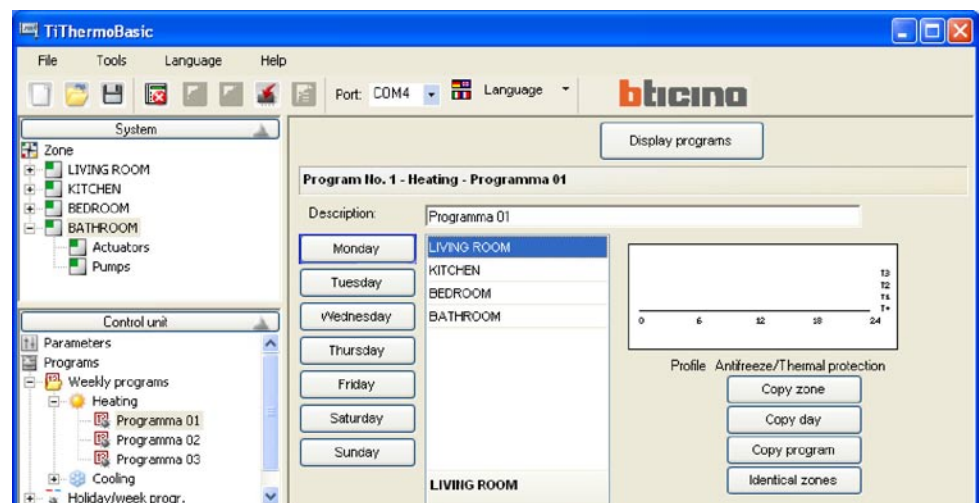 TiThermoBasic
File Tools Language Help
Port: COM4 Language bticino
System
Zone
LIVING ROOM
KITCHEN
BEDROOM
BATHROOM
Actuators
Pumps
Control unit
Parameters
Programs
Weekly programs
Heating
Programma 01
Programma 02
Programma 03
Cooling
Holiday/week progr.
Display programs
Program No. 1 - Heating - Programma 01
Description: Programma 01
Monday
Tuesday
Wednesday
Thursday
Friday
Saturday
Sunday
LIVING ROOM
KITCHEN
BEDROOM
BATHROOM
LIVING ROOM
T3
T2
T1
T*
0 6 12 18 24
Profile Antifreeze/Thermal protection
Copy zone
Copy day
Copy program
Identical zones